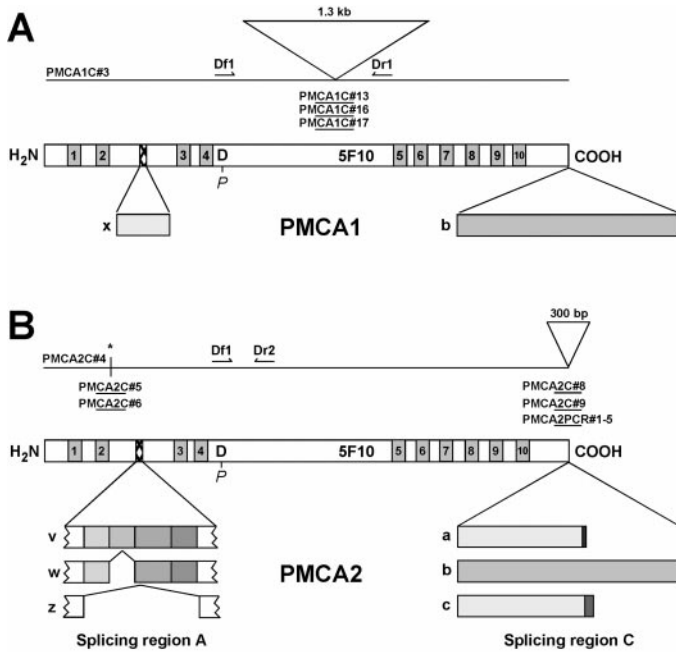 A
1.3 kb
Df1
Dr1
PMCA1C#3
PMCA1C#13
PMCA1C#16
PMCA1C#17
H2N 1 2 3 4 D 5F10 5 6 7 8 9 10 COOH
P
x
PMCA1
b
B
300 bp
*
PMCA2C#4
Df1
Dr2
PMCA2C#5
PMCA2C#6
PMCA2C#8
PMCA2C#9
PMCA2PCR#1-5
H2N 1 2 3 4 D 5F10 5 6 7 8 9 10 COOH
P
v
a
w
PMCA2
b
z
c
Splicing region A
Splicing region C